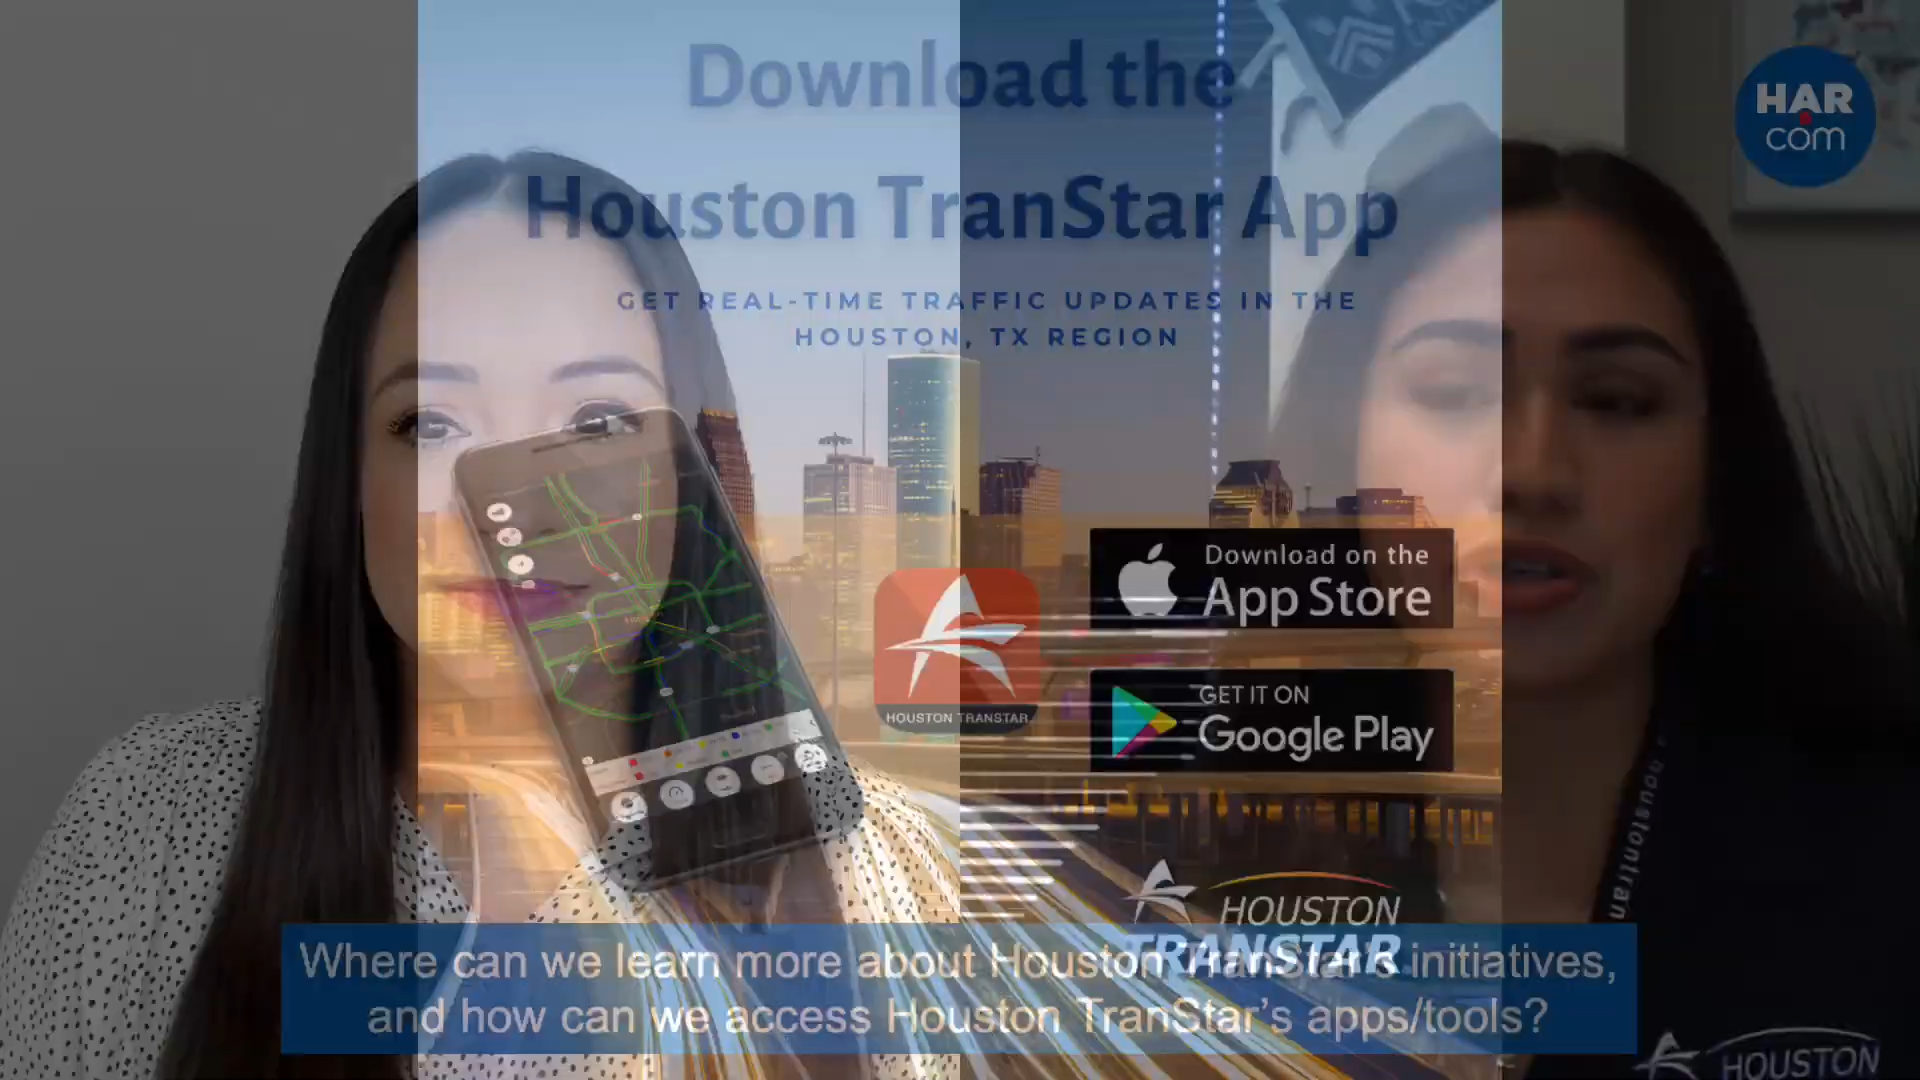 Download the
Houston TranStar App
GET REAL-TIME TRAFFIC UPDATES IN THE
HOUSTON, TX REGION
HAR
com
Download on the
App Store
GET IT ON
Google Play
HOUSTON TRANSTAR
HOUSTON
TRANSTAR
Where can we learn more about Houston TranStar's initiatives,
and how can we access Houston TranStar's apps/tools?
houstontran
HOUSTON